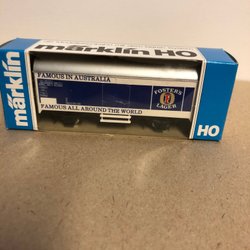 märklin HO
FAMOUS IN AUSTRALIA
FOSTER'S
LAGER
FAMOUS ALL AROUND THE WORLD
märklin
HO